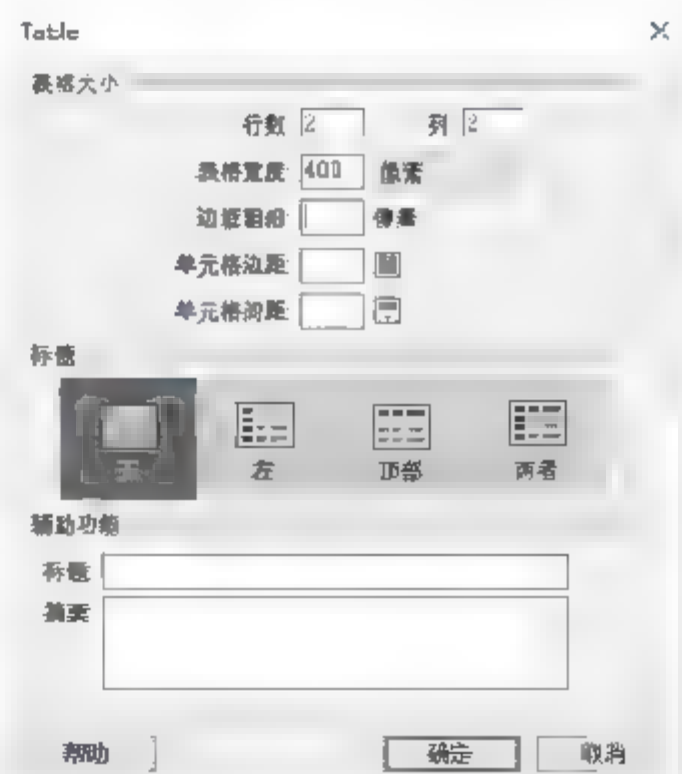 Table
表格大小
行数 2 列 2
表格宽度 400 像素
边框粗细 像素
单元格边距
单元格间距
标题
左 顶部 两者
辅助功能
标题
摘要
帮助 确定 取消